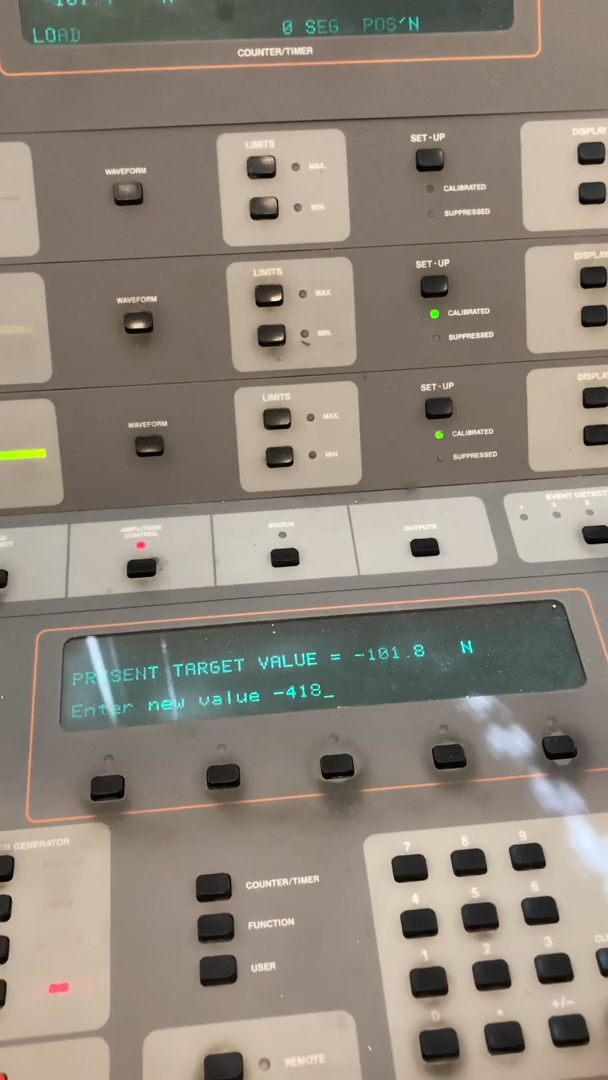 LOAD 0 SEG POS'N
COUNTER/TIMER
WAVEFORM LIMITS MAX. MIN. SET-UP CALIBRATED SUPPRESSED DISPLAY
WAVEFORM LIMITS MAX. MIN. SET-UP CALIBRATED SUPPRESSED
WAVEFORM LIMITS MAX. MIN. SET-UP CALIBRATED SUPPRESSED
AMPLITUDE CONTROL STATUS OUTPUTS EVENT
PRESENT TARGET VALUE = -101.8 N
Enter new value -418_
GENERATOR
COUNTER/TIMER
FUNCTION
USER
REMOTE
7 8 9
4 5 6
1 2 3
0 • +/-